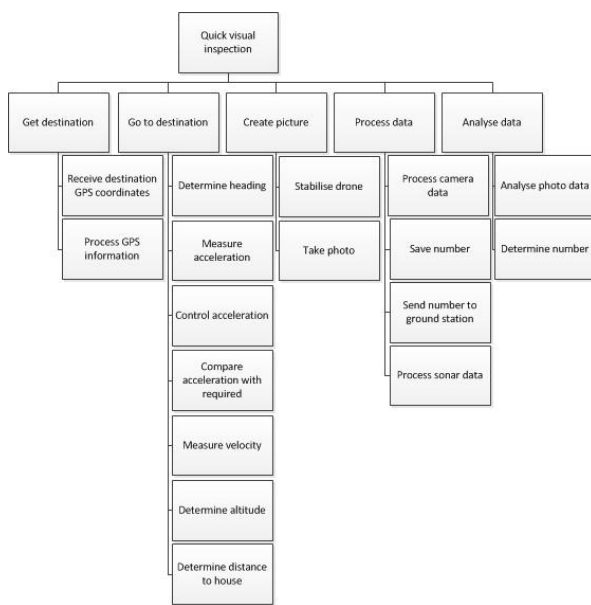 Quick visual
inspection
Get destination
Go to destination
Create picture
Process data
Analyse data
Receive destination
GPS coordinates
Process GPS
information
Determine heading
Measure
acceleration
Control acceleration
Compare
acceleration with
required
Measure velocity
Determine altitude
Determine distance
to house
Stabilise drone
Take photo
Process camera
data
Save number
Send number to
ground station
Process sonar data
Analyse photo data
Determine number